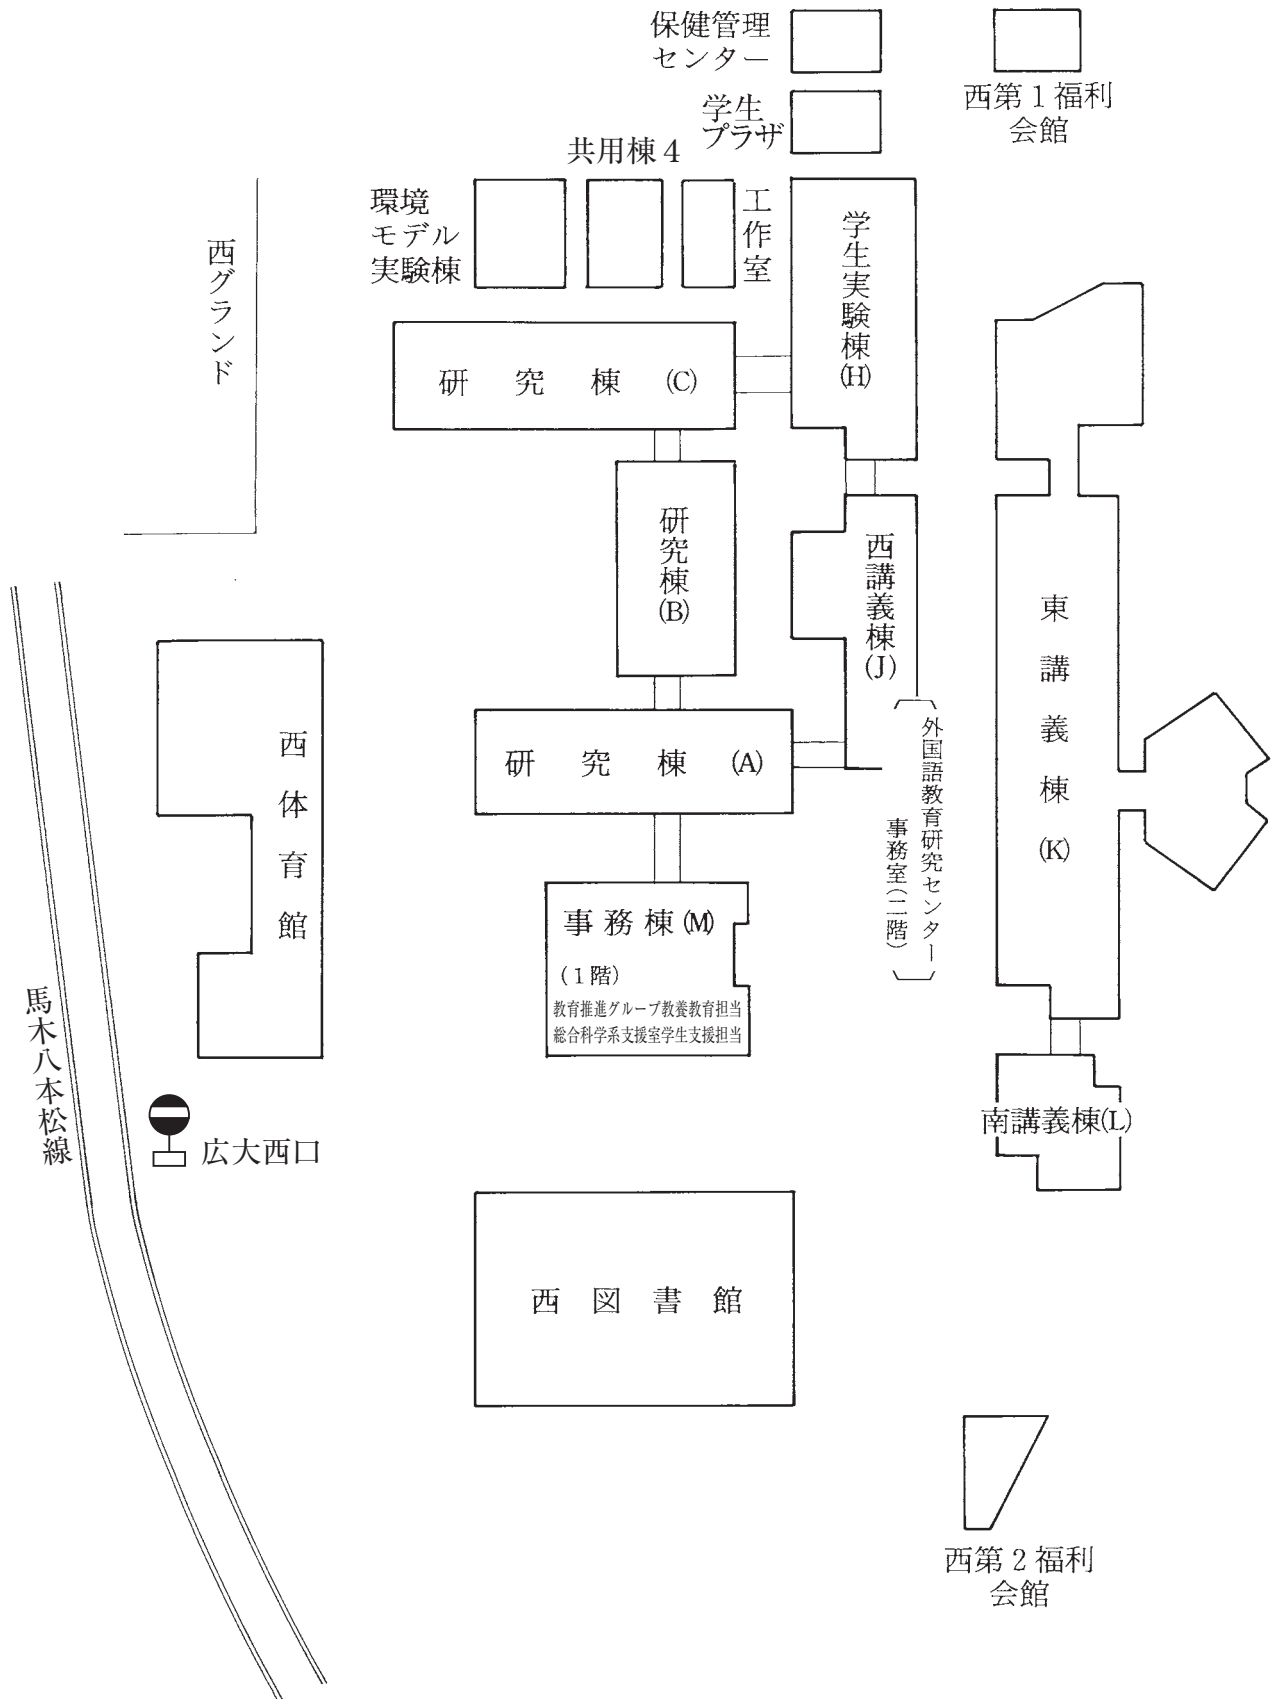 保健管理
センター
西第１福利
会館
学生
プラザ
共用棟４
環境
モデル
実験棟
工作室
西グランド
学生実験棟(H)
研究棟(C)
研究棟(B)
西講義棟(J)
東講義棟(K)
研究棟(A)
外国語教育研究センター
事務室(二階)
西体育館
事務棟(M)
(１階)
教育推進グループ教養教育担当
総合科学系支援室学生支援担当
馬木八本松線
広大西口
南講義棟(L)
西図書館
西第２福利
会館